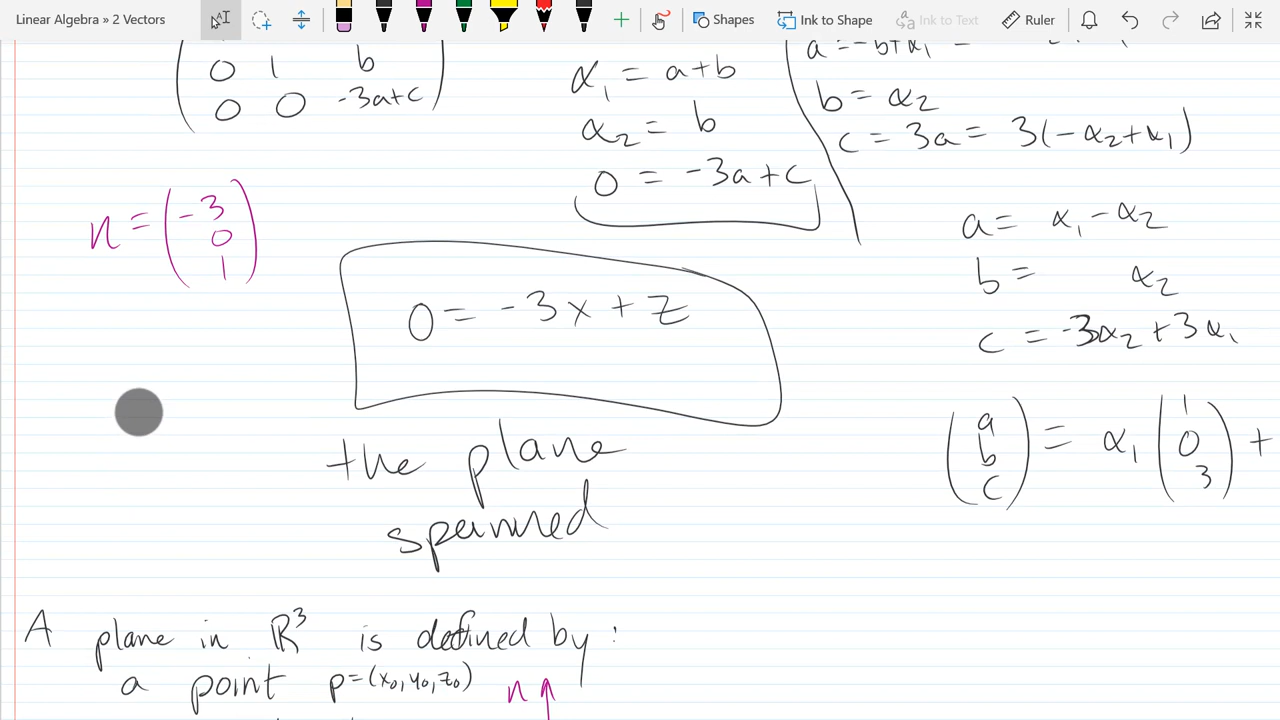 Linear Algebra » 2 Vectors
Shapes
Ink to Shape
Ink to Text
Ruler
0 1 b
0 0 -3a+c
α₁ = a+b
α₂ = b
0 = -3a+c
b = α₂
c = 3a = 3(-α₂+α₁)
n = (-3
0
1)
a = α₁ - α₂
b = α₂
c = -3α₂ + 3α₁
0 = -3x + z
(a
b
c) = α₁ (1
0
3) +
the plane
spanned
A plane in ℝ³ is defined by:
a point p=(x₀,y₀,z₀)
n